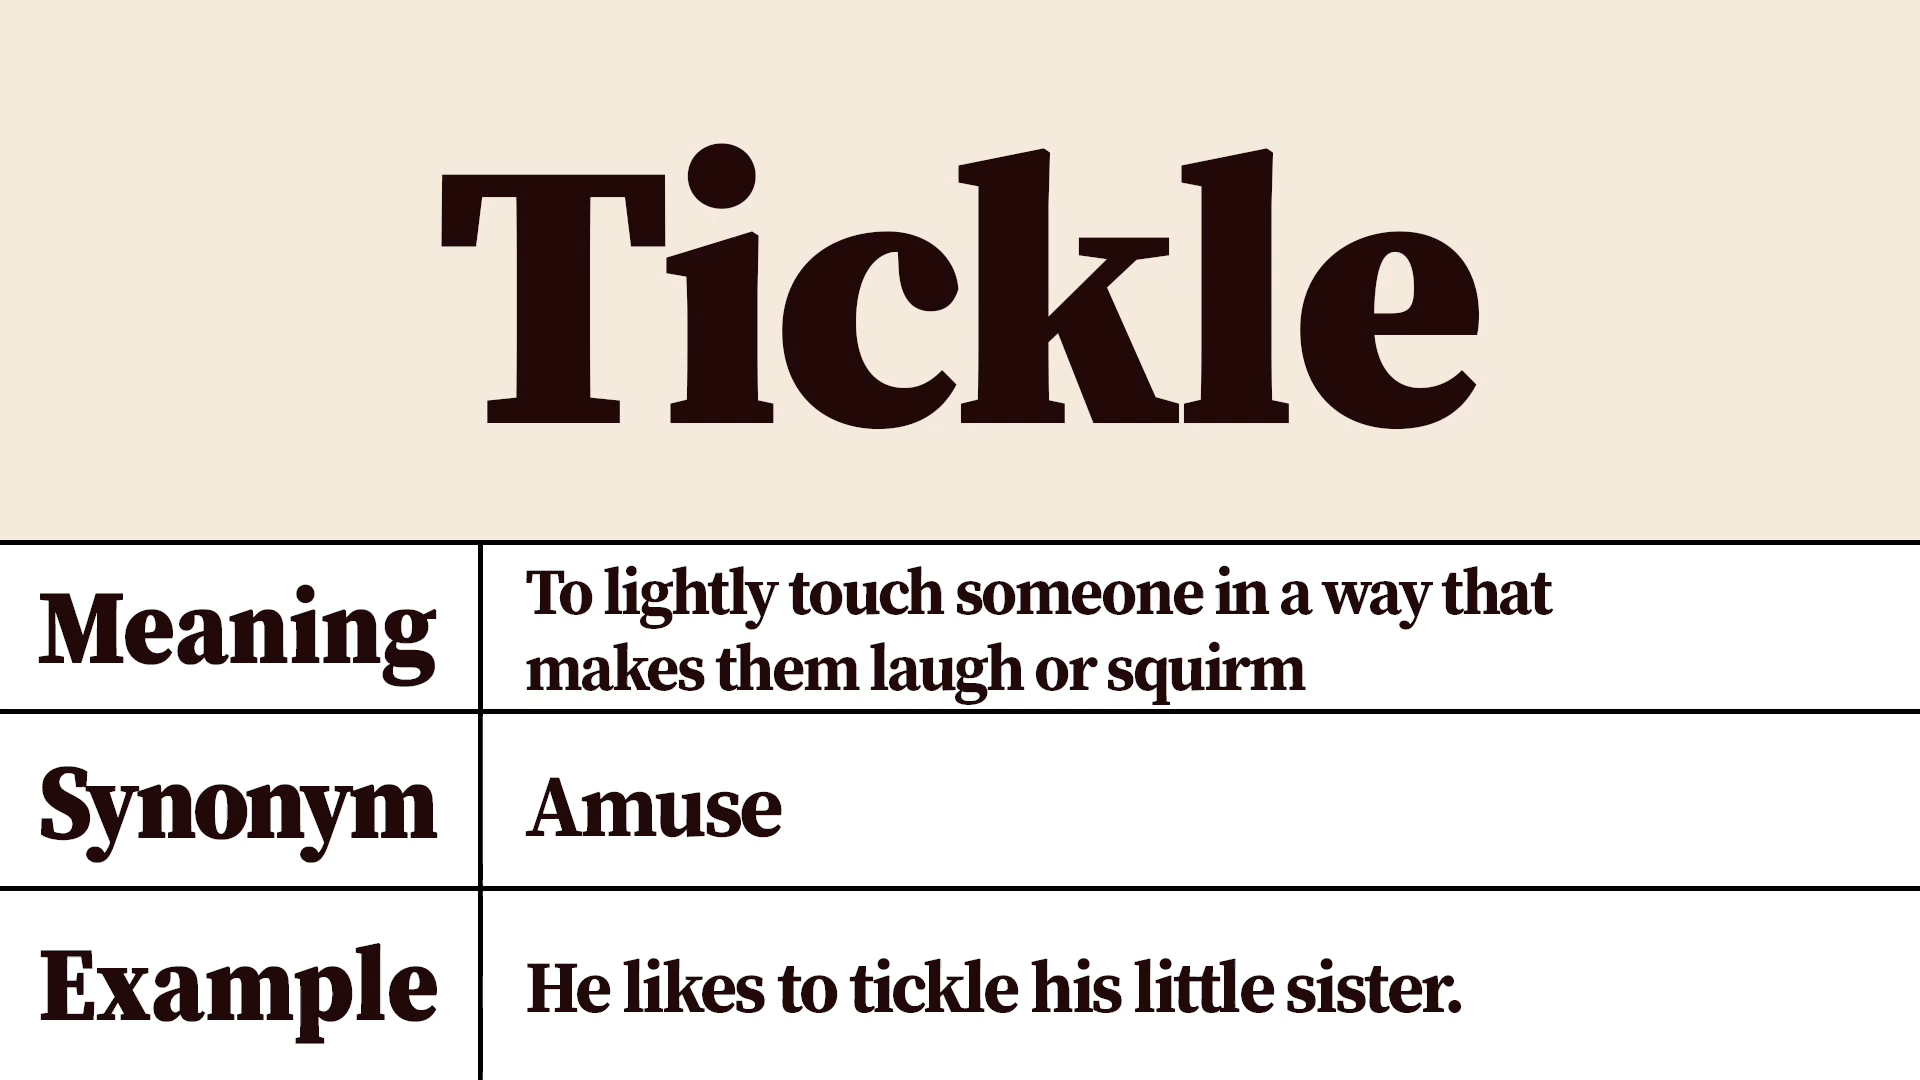 Tickle
Meaning
To lightly touch someone in a way that
makes them laugh or squirm
Synonym
Amuse
Example
He likes to tickle his little sister.